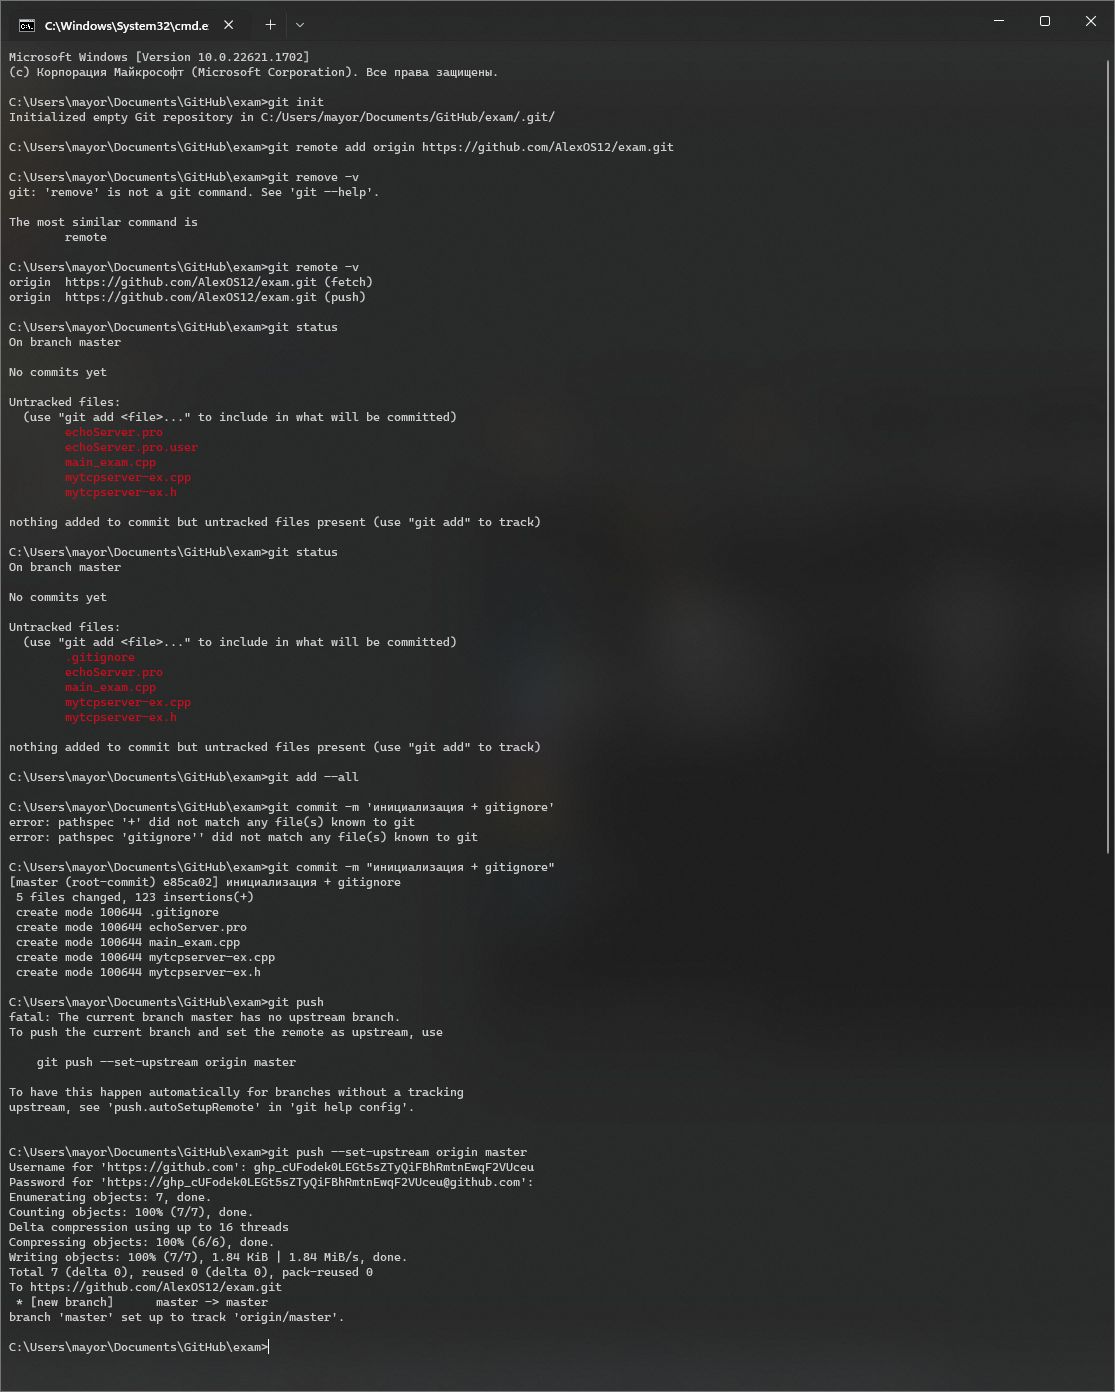 C:\Windows\System32\cmd.e
Microsoft Windows [Version 10.0.22621.1702]
(c) Корпорация Майкрософт (Microsoft Corporation). Все права защищены.
C:\Users\mayor\Documents\GitHub\exam>git init
Initialized empty Git repository in C:/Users/mayor/Documents/GitHub/exam/.git/
C:\Users\mayor\Documents\GitHub\exam>git remote add origin https://github.com/AlexOS12/exam.git
C:\Users\mayor\Documents\GitHub\exam>git remove -v
git: 'remove' is not a git command. See 'git --help'.
The most similar command is
        remote
C:\Users\mayor\Documents\GitHub\exam>git remote -v
origin  https://github.com/AlexOS12/exam.git (fetch)
origin  https://github.com/AlexOS12/exam.git (push)
C:\Users\mayor\Documents\GitHub\exam>git status
On branch master
No commits yet
Untracked files:
  (use "git add <file>..." to include in what will be committed)
        echoServer.pro
        echoServer.pro.user
        main_exam.cpp
        mytcpserver-ex.cpp
        mytcpserver-ex.h
nothing added to commit but untracked files present (use "git add" to track)
C:\Users\mayor\Documents\GitHub\exam>git status
On branch master
No commits yet
Untracked files:
  (use "git add <file>..." to include in what will be committed)
        .gitignore
        echoServer.pro
        main_exam.cpp
        mytcpserver-ex.cpp
        mytcpserver-ex.h
nothing added to commit but untracked files present (use "git add" to track)
C:\Users\mayor\Documents\GitHub\exam>git add --all
C:\Users\mayor\Documents\GitHub\exam>git commit -m 'инициализация + gitignore'
error: pathspec '+' did not match any file(s) known to git
error: pathspec 'gitignore'' did not match any file(s) known to git
C:\Users\mayor\Documents\GitHub\exam>git commit -m "инициализация + gitignore"
[master (root-commit) e85ca02] инициализация + gitignore
 5 files changed, 123 insertions(+)
 create mode 100644 .gitignore
 create mode 100644 echoServer.pro
 create mode 100644 main_exam.cpp
 create mode 100644 mytcpserver-ex.cpp
 create mode 100644 mytcpserver-ex.h
C:\Users\mayor\Documents\GitHub\exam>git push
fatal: The current branch master has no upstream branch.
To push the current branch and set the remote as upstream, use
    git push --set-upstream origin master
To have this happen automatically for branches without a tracking
upstream, see 'push.autoSetupRemote' in 'git help config'.
C:\Users\mayor\Documents\GitHub\exam>git push --set-upstream origin master
Username for 'https://github.com': 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
Password for 'https://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@github.com':
Enumerating objects: 7, done.
Counting objects: 100% (7/7), done.
Delta compression using up to 16 threads
Compressing objects: 100% (6/6), done.
Writing objects: 100% (7/7), 1.84 KiB | 1.84 MiB/s, done.
Total 7 (delta 0), reused 0 (delta 0), pack-reused 0
To https://github.com/AlexOS12/exam.git
 * [new branch]      master -> master
branch 'master' set up to track 'origin/master'.
C:\Users\mayor\Documents\GitHub\exam>